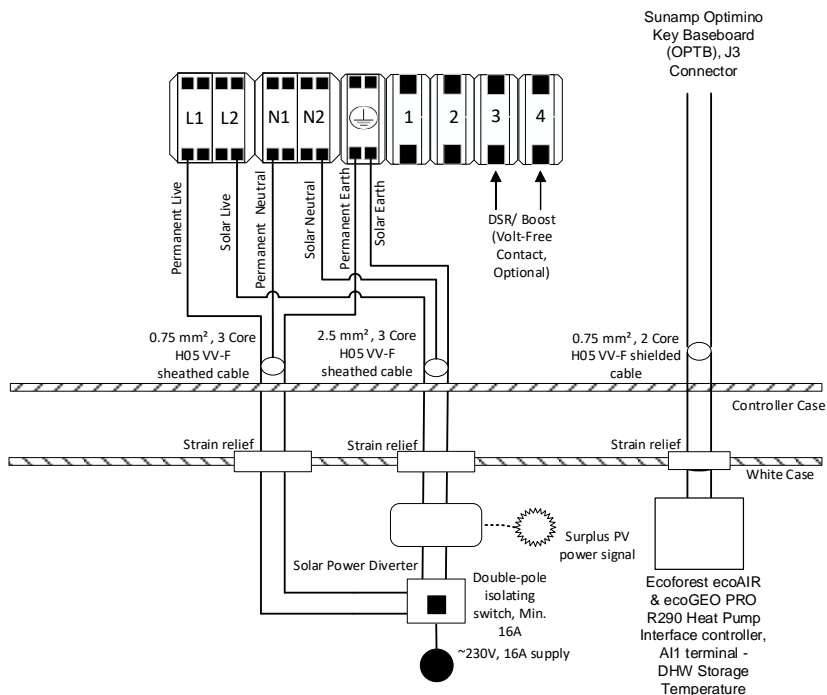 Sunamp Optimino
Key Baseboard
(OPTB), J3
Connector
L1
L2
N1
N2
1
2
3
4
Permanent Live
Solar Live
Permanent Neutral
Solar Neutral
Permanent Earth
Solar Earth
DSR/ Boost
(Volt-Free
Contact,
Optional)
0.75 mm², 3 Core
H05 VV-F
sheathed cable
2.5 mm², 3 Core
H05 VV-F
sheathed cable
0.75 mm², 2 Core
H05 VV-F shielded
cable
Controller Case
Strain relief
Strain relief
Strain relief
White Case
Surplus PV
power signal
Solar Power Diverter
Double-pole
isolating
switch, Min.
16A
~230V, 16A supply
Ecoforest ecoAIR
& ecoGEO PRO
R290 Heat Pump
Interface controller,
AI1 terminal -
DHW Storage
Temperature